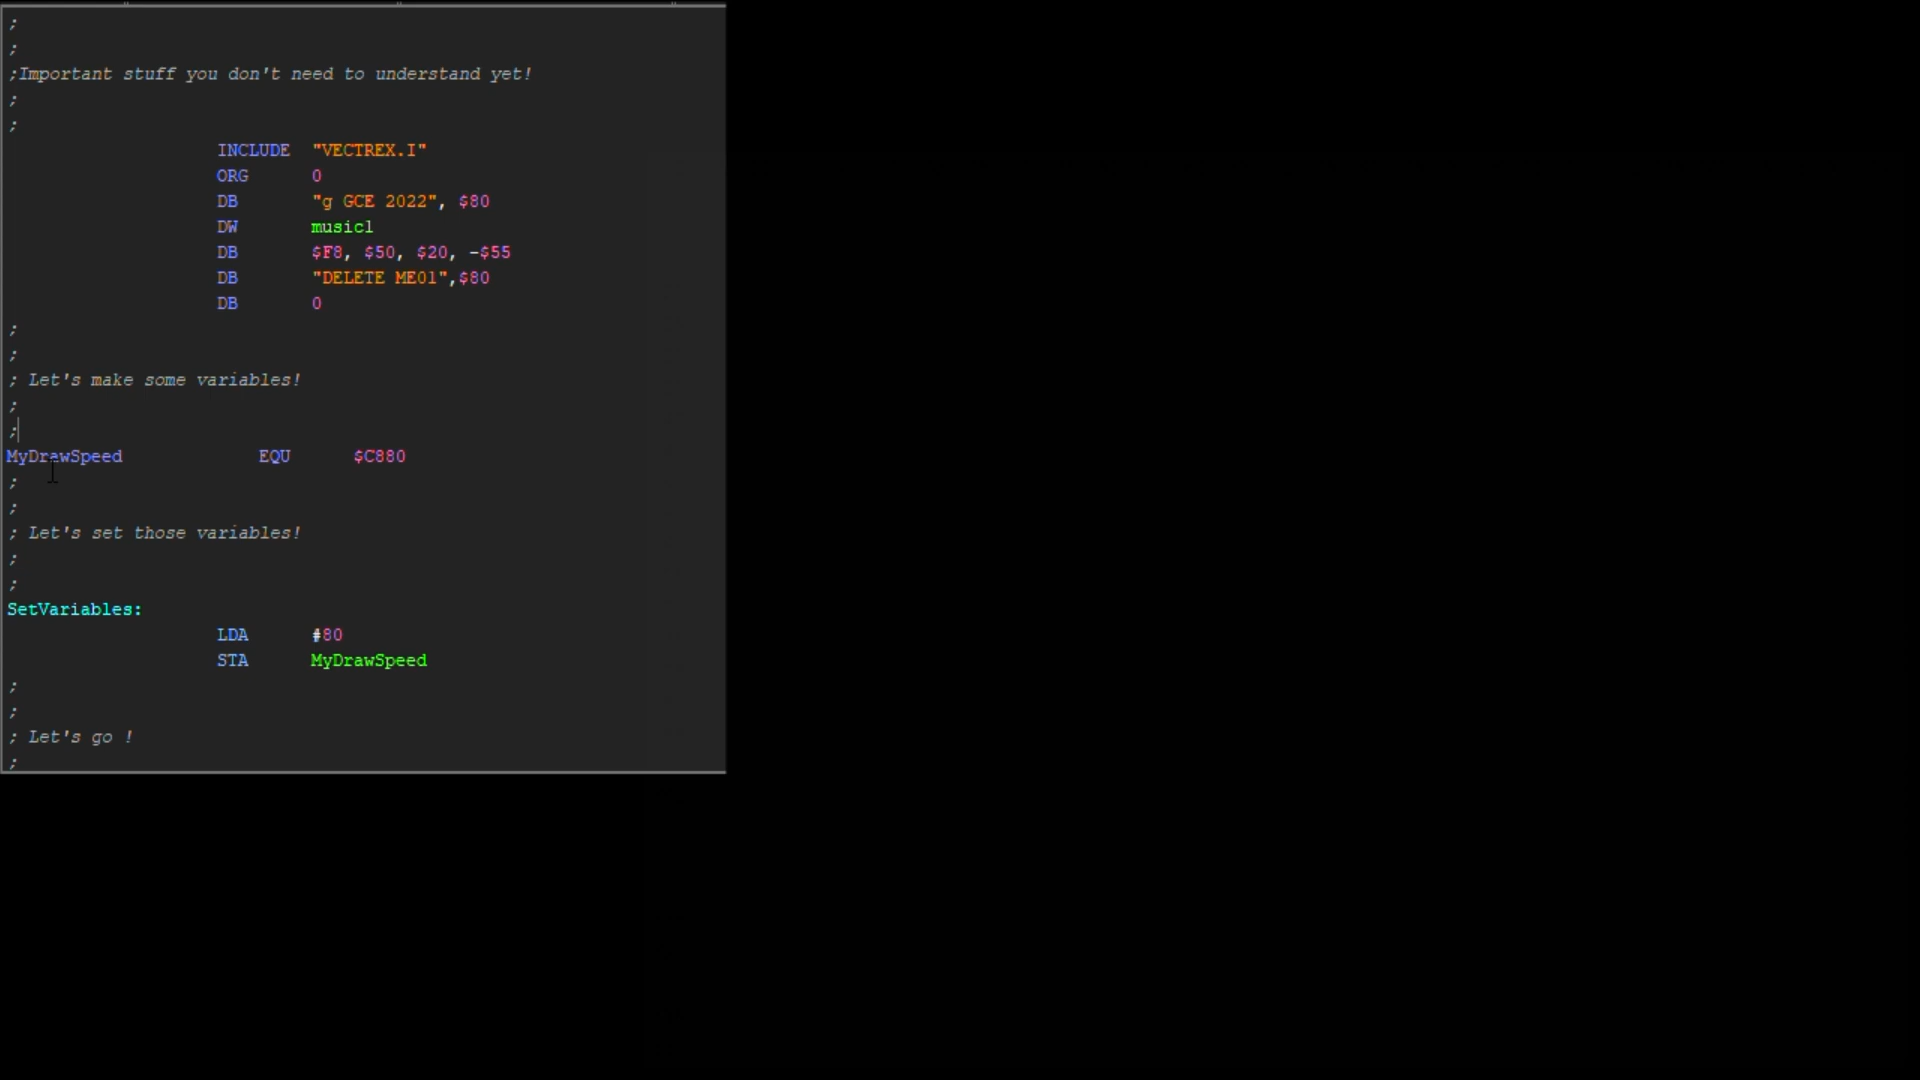 ;
;
;Important stuff you don't need to understand yet!
;
;
INCLUDE "VECTREX.I"
ORG 0
DB "g GCE 2022", $80
DW music1
DB $F8, $50, $20, -$55
DB "DELETE ME01",$80
DB 0
;
;
; Let's make some variables!
;
;
MyDrawSpeed EQU $C880
;
;
; Let's set those variables!
;
;
SetVariables:
LDA #80
STA MyDrawSpeed
;
;
; Let's go !
;